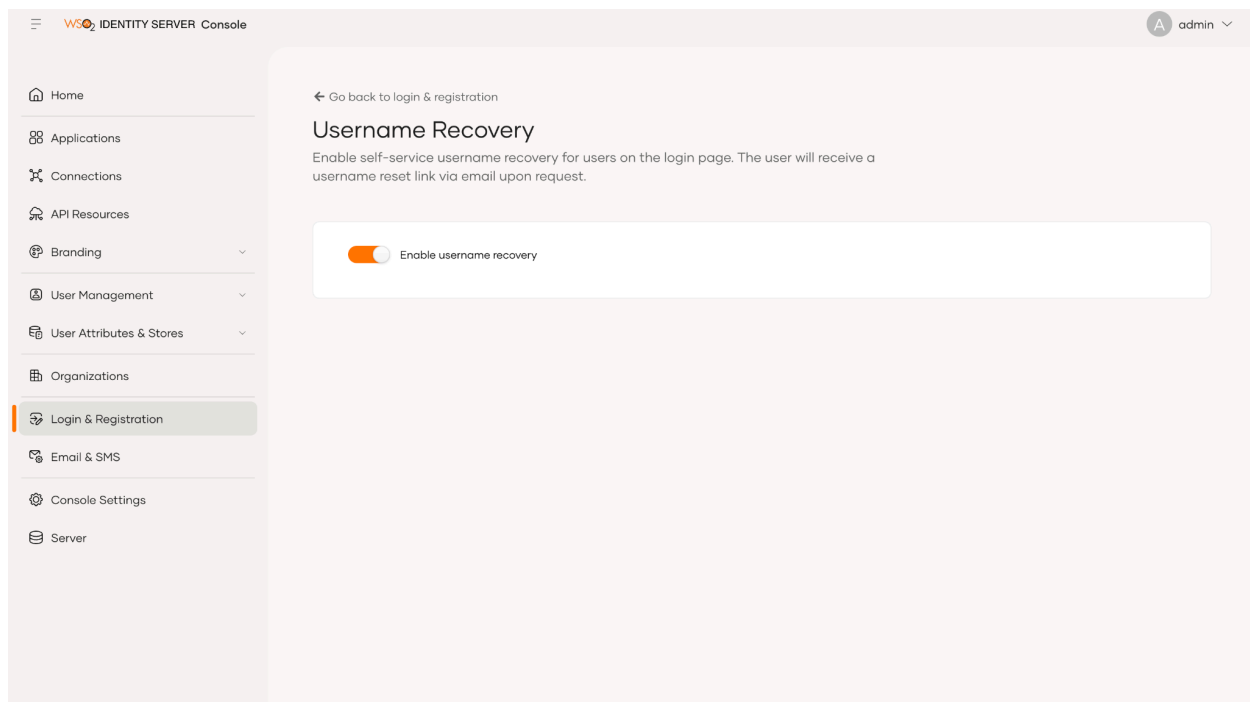 WSO2 IDENTITY SERVER Console
A admin
Home
Applications
Connections
API Resources
Branding
User Management
User Attributes & Stores
Organizations
Login & Registration
Email & SMS
Console Settings
Server
Go back to login & registration
Username Recovery
Enable self-service username recovery for users on the login page. The user will receive a
username reset link via email upon request.
Enable username recovery